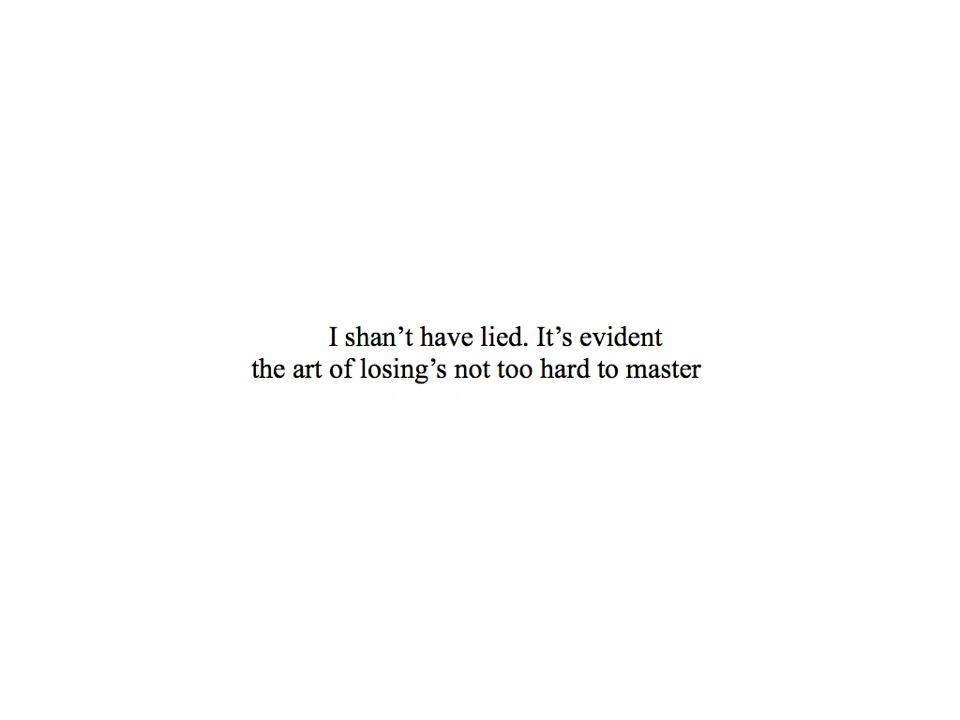 I shan’t have lied. It’s evident
the art of losing’s not too hard to master